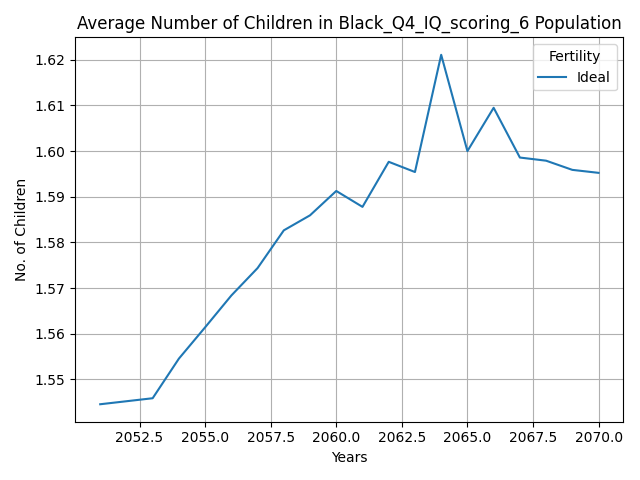 Average Number of Children in Black_Q4_IQ_scoring_6 Population
Fertility
Ideal
1.62
1.61
1.60
1.59
1.58
1.57
1.56
1.55
No. of Children
2052.5 2055.0 2057.5 2060.0 2062.5 2065.0 2067.5 2070.0
Years